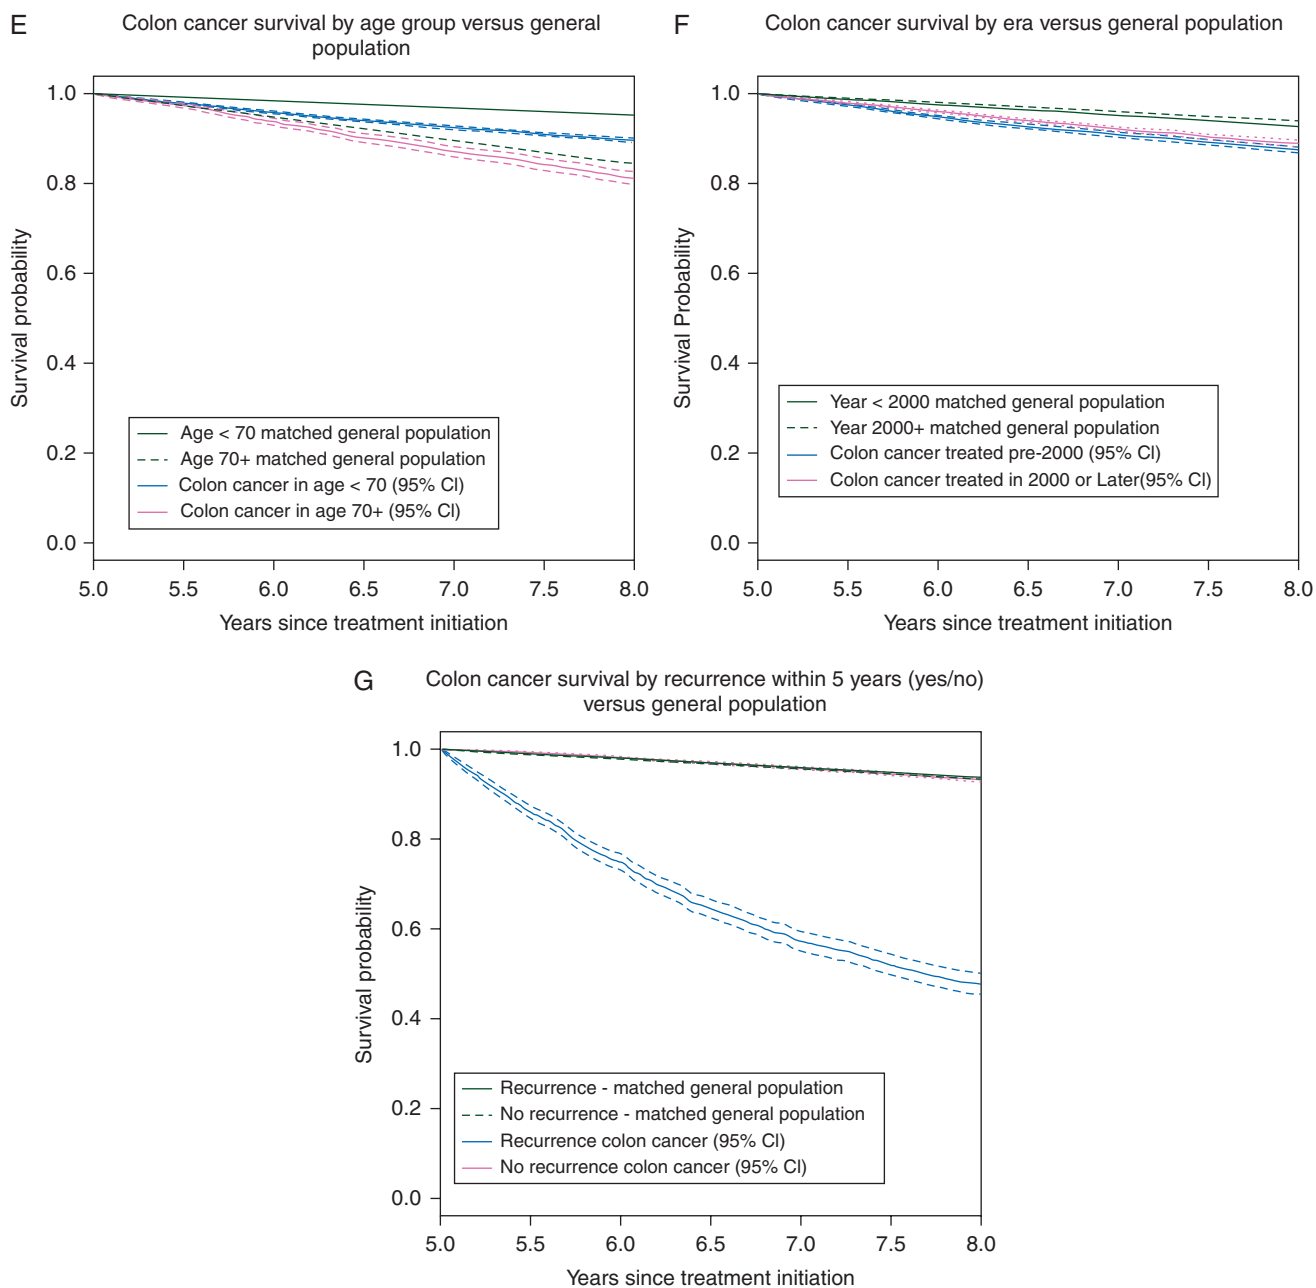 E
Colon cancer survival by age group versus general
population
1.0
0.8
0.6
0.4
0.2
0.0
Survival probability
Age < 70 matched general population
Age 70+ matched general population
Colon cancer in age < 70 (95% CI)
Colon cancer in age 70+ (95% CI)
5.0 5.5 6.0 6.5 7.0 7.5 8.0
Years since treatment initiation
F
Colon cancer survival by era versus general population
1.0
0.8
0.6
0.4
0.2
0.0
Survival Probability
Year < 2000 matched general population
Year 2000+ matched general population
Colon cancer treated pre-2000 (95% CI)
Colon cancer treated in 2000 or Later(95% CI)
5.0 5.5 6.0 6.5 7.0 7.5 8.0
Years since treatment initiation
G
Colon cancer survival by recurrence within 5 years (yes/no)
versus general population
1.0
0.8
0.6
0.4
0.2
0.0
Survival probability
Recurrence - matched general population
No recurrence - matched general population
Recurrence colon cancer (95% CI)
No recurrence colon cancer (95% CI)
5.0 5.5 6.0 6.5 7.0 7.5 8.0
Years since treatment initiation